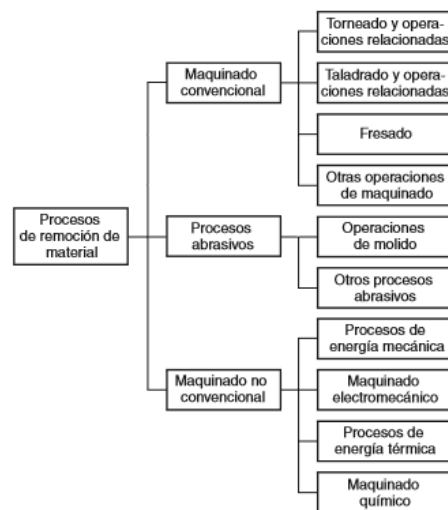 Procesos
de remoción de
material
Maquinado
convencional
Torneado y opera-
ciones relacionadas
Taladrado y opera-
ciones relacionadas
Fresado
Otras operaciones
de maquinado
Procesos
abrasivos
Operaciones
de molido
Otros procesos
abrasivos
Maquinado no
convencional
Procesos de
energía mecánica
Maquinado
electromecánico
Procesos de
energía térmica
Maquinado
químico